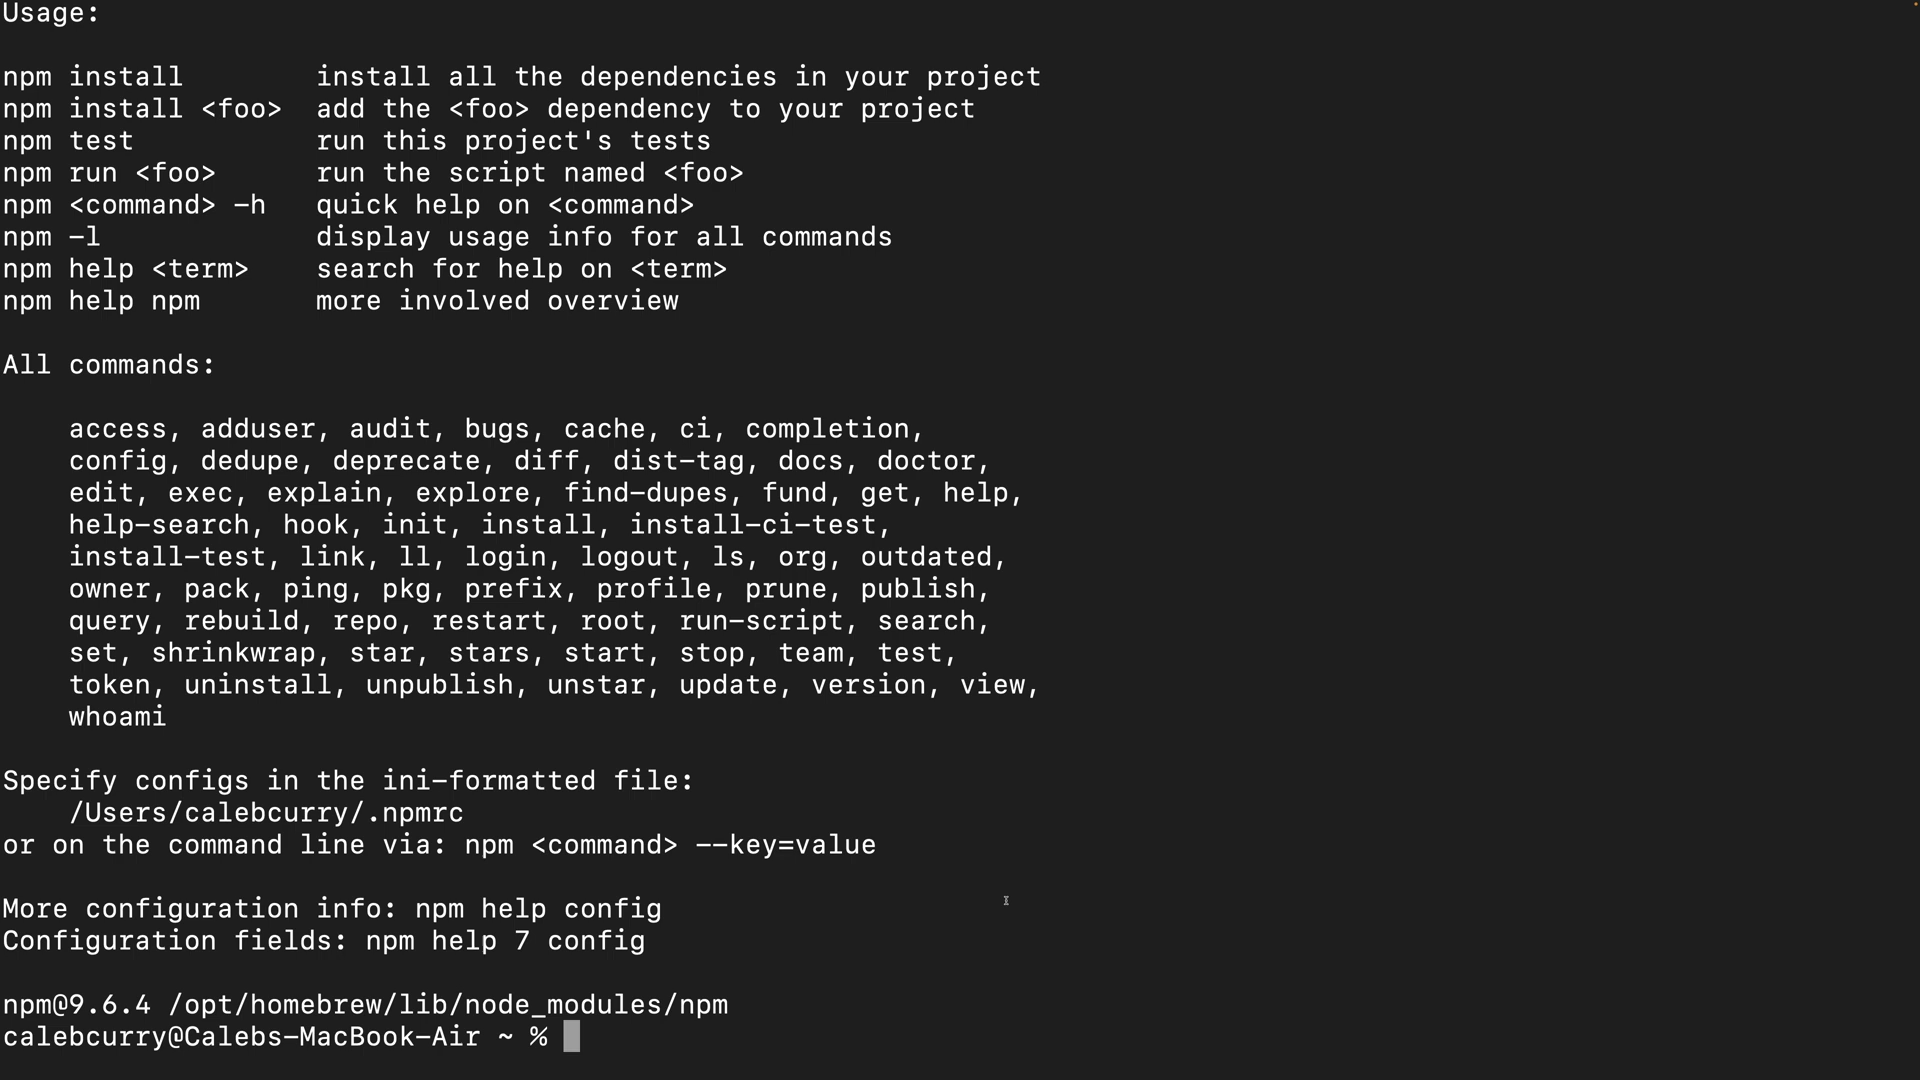 Usage:
npm install        install all the dependencies in your project
npm install <foo>  add the <foo> dependency to your project
npm test           run this project's tests
npm run <foo>      run the script named <foo>
npm <command> -h   quick help on <command>
npm -l             display usage info for all commands
npm help <term>    search for help on <term>
npm help npm       more involved overview
All commands:
    access, adduser, audit, bugs, cache, ci, completion,
    config, dedupe, deprecate, diff, dist-tag, docs, doctor,
    edit, exec, explain, explore, find-dupes, fund, get, help,
    help-search, hook, init, install, install-ci-test,
    install-test, link, ll, login, logout, ls, org, outdated,
    owner, pack, ping, pkg, prefix, profile, prune, publish,
    query, rebuild, repo, restart, root, run-script, search,
    set, shrinkwrap, star, stars, start, stop, team, test,
    token, uninstall, unpublish, unstar, update, version, view,
    whoami
Specify configs in the ini-formatted file:
    /Users/calebcurry/.npmrc
or on the command line via: npm <command> --key=value
More configuration info: npm help config
Configuration fields: npm help 7 config
npm@9.6.4 /opt/homebrew/lib/node_modules/npm
calebcurry@Calebs-MacBook-Air ~ %